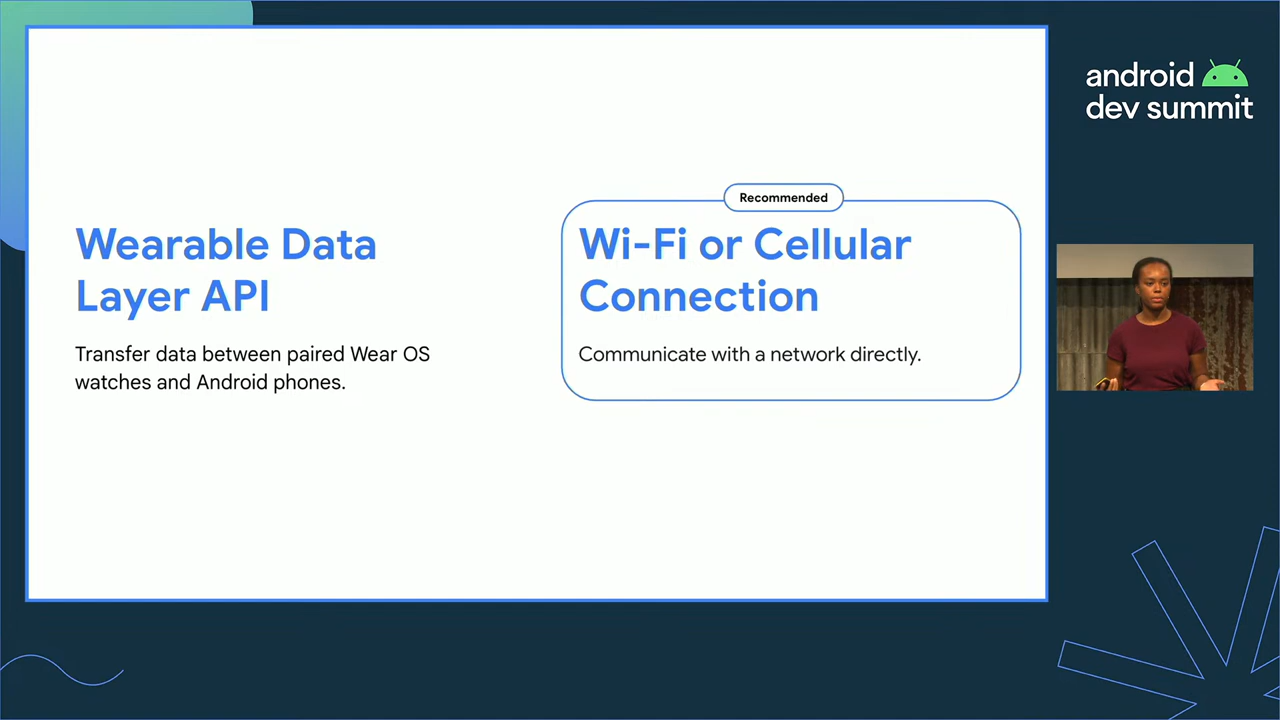 Wearable Data
Layer API
Transfer data between paired Wear OS
watches and Android phones.
Recommended
Wi-Fi or Cellular
Connection
Communicate with a network directly.
android
dev summit